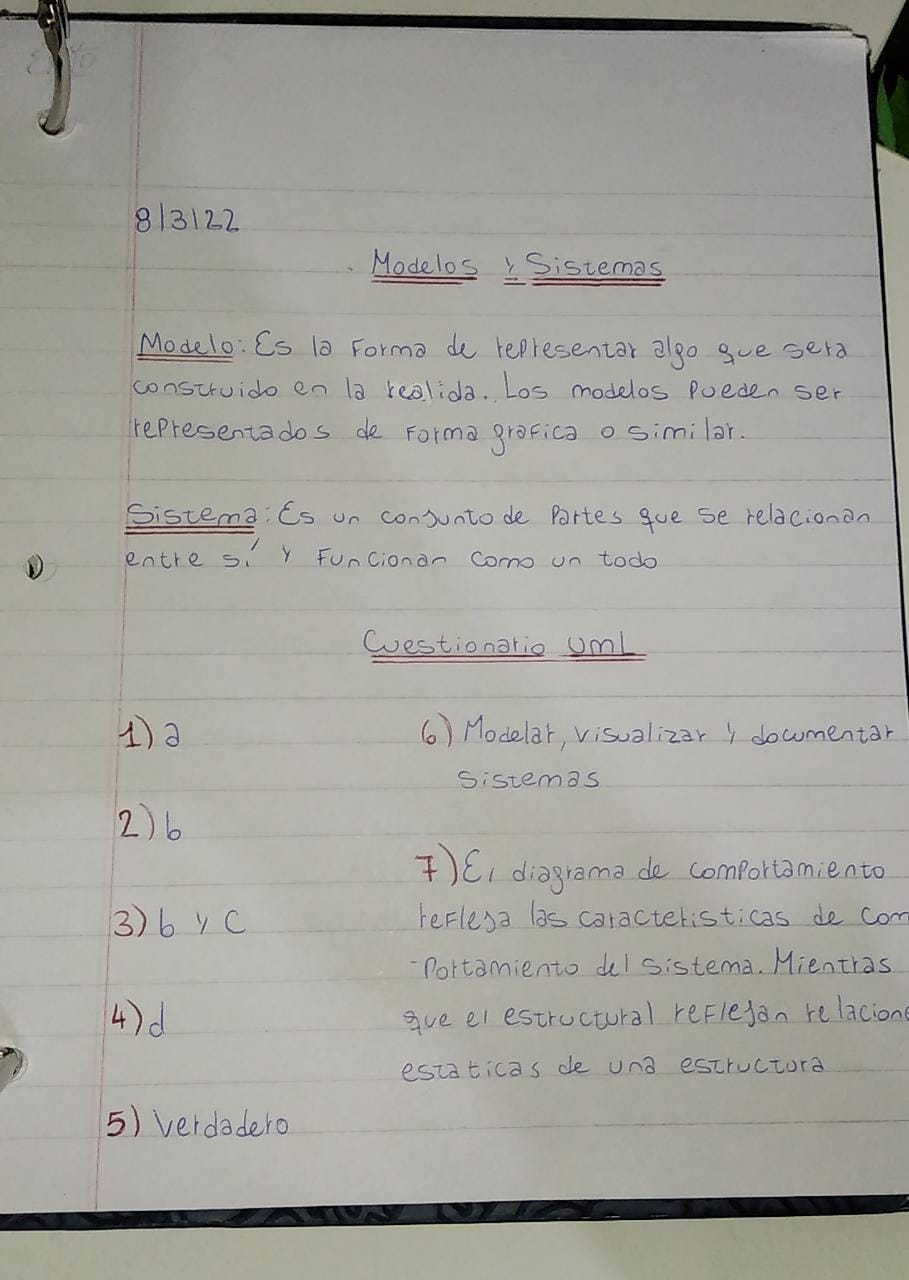 8/3/22
Modelos y Sistemas
Modelo: Es la Forma de representar algo que sera
construido en la realida. Los modelos pueden ser
representados de Forma grafica o similar.
Sistema: Es un conjunto de Partes que se relacionan
entre sí y Funcionan como un todo
Cuestionario UML
1) a
2) b
3) b y C
4) d
5) Verdadero
6) Modelar, visualizar y documentar
sistemas
7) El diagrama de comportamiento
refleja las caracteristicas de com
-portamiento del sistema. Mientras
que el estructural reflejan relacione
estaticas de una estructura